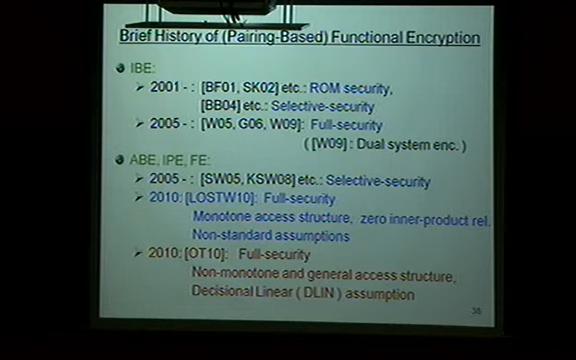 Brief History of (Pairing-Based) Functional Encryption
IBE:
2001 - : [BF01, SK02] etc.: ROM security,
[BB04] etc.: Selective-security
2005 - : [W05, G06, W09]: Full-security
( [W09] : Dual system enc. )
ABE, IPE, FE:
2005 - : [SW05, KSW08] etc.: Selective-security
2010: [LOSTW10]: Full-security
Monotone access structure, zero inner-product rel.
Non-standard assumptions
2010: [OT10]: Full-security
Non-monotone and general access structure,
Decisional Linear ( DLIN ) assumption
36